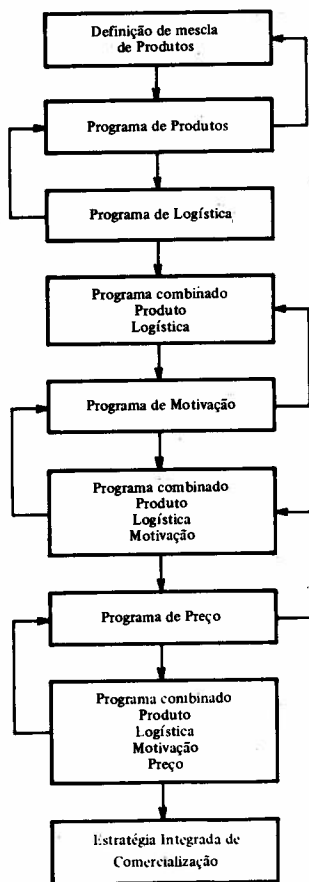 Definição de mescla
de Produtos
Programa de Produtos
Programa de Logística
Programa combinado
Produto
Logística
Programa de Motivação
Programa combinado
Produto
Logística
Motivação
Programa de Preço
Programa combinado
Produto
Logística
Motivação
Preço
Estratégia Integrada de
Comercialização